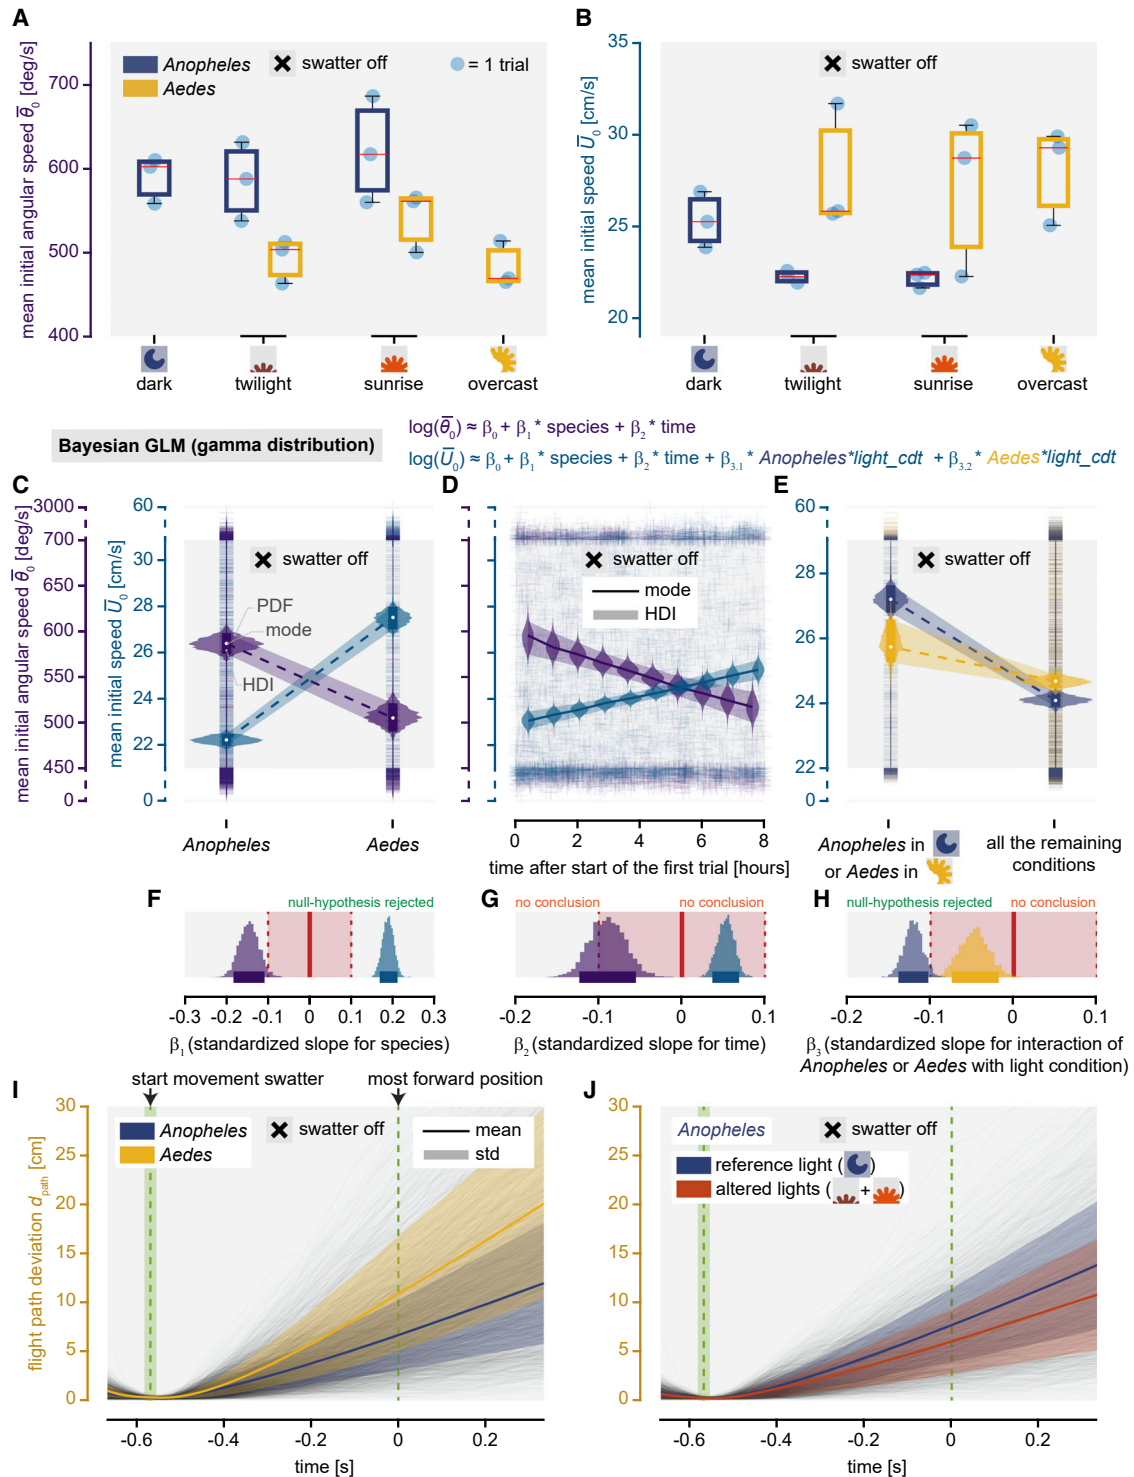 A
B
mean initial angular speed θ̅₀ [deg/s]
700
600
500
400
Anopheles
Aedes
swatter off
= 1 trial
dark
twilight
sunrise
overcast
mean initial speed U̅₀ [cm/s]
35
30
25
20
swatter off
dark
twilight
sunrise
overcast
Bayesian GLM (gamma distribution)
log(θ̅₀) ≈ β₀ + β₁* species + β₂* time
log(U̅₀) ≈ β₀ + β₁* species + β₂* time + β₃.₁* Anopheles*light_cdt + β₃.₂* Aedes*light_cdt
C
D
E
mean initial angular speed θ̅₀ [deg/s]
3000
700
650
600
550
500
450
0
mean initial speed U̅₀ [cm/s]
60
30
28
26
24
22
0
swatter off
PDF
mode
HDI
Anopheles
Aedes
swatter off
mode
HDI
0
2
4
6
8
time after start of the first trial [hours]
60
28
26
24
22
0
swatter off
Anopheles in
or Aedes in
all the remaining
conditions
F
null-hypothesis rejected
-0.3
-0.2
-0.1
0
0.1
0.2
0.3
β₁ (standardized slope for species)
G
no conclusion
no conclusion
-0.2
-0.1
0
0.1
β₂ (standardized slope for time)
H
null-hypothesis rejected
no conclusion
-0.2
-0.1
0
0.1
β₃ (standardized slope for interaction of
Anopheles or Aedes with light condition)
I
start movement swatter
most forward position
flight path deviation d_path [cm]
30
25
20
15
10
5
0
Anopheles
Aedes
swatter off
mean
std
-0.6
-0.4
-0.2
0
0.2
time [s]
J
30
25
20
15
10
5
0
Anopheles
swatter off
reference light ( )
altered lights ( + )
-0.6
-0.4
-0.2
0
0.2
time [s]